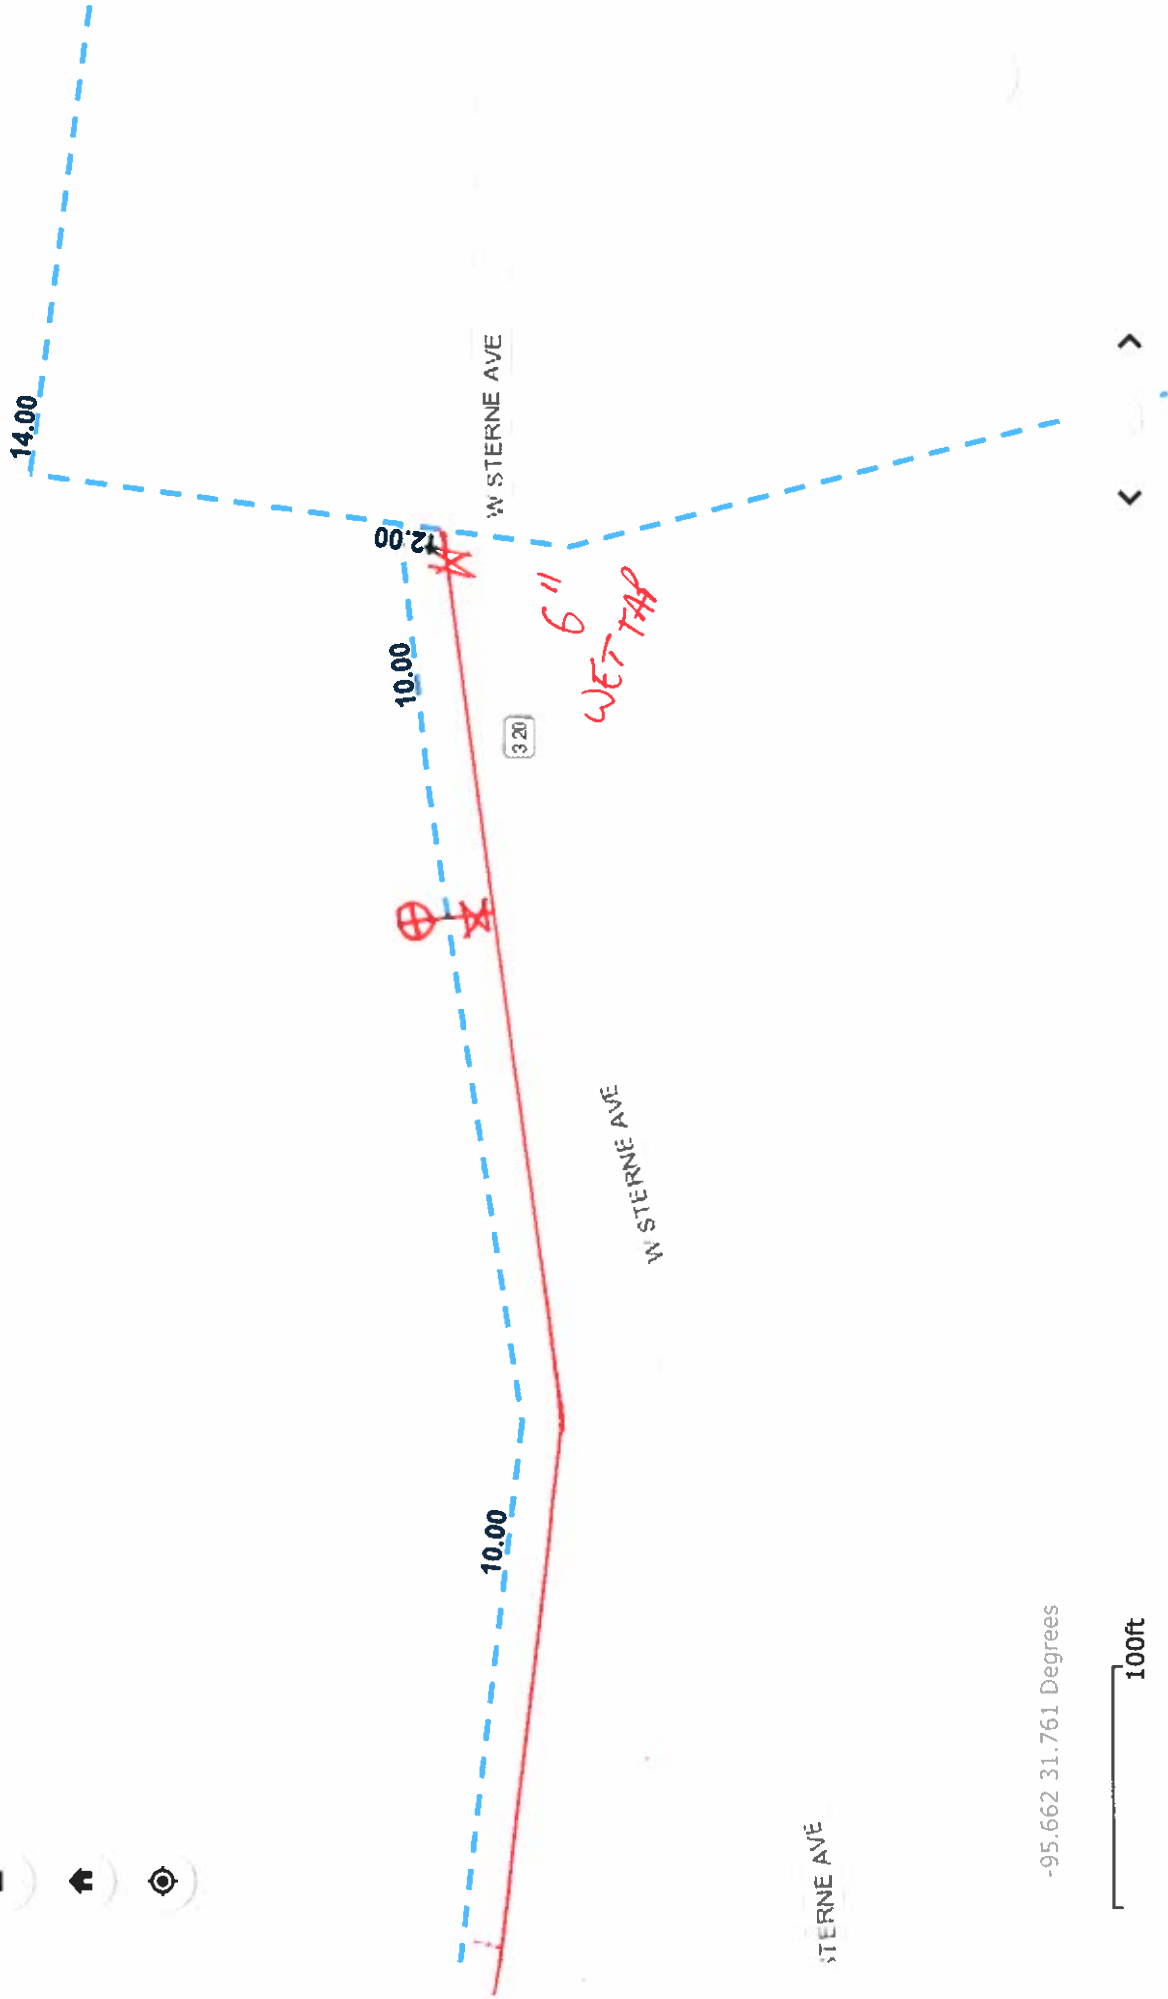 14.00
2.00
10.00
W STERNE AVE
6"
WET TAP
320
W STERNE AVE
10.00
STERNE AVE
-95.662 31.761 Degrees
100ft